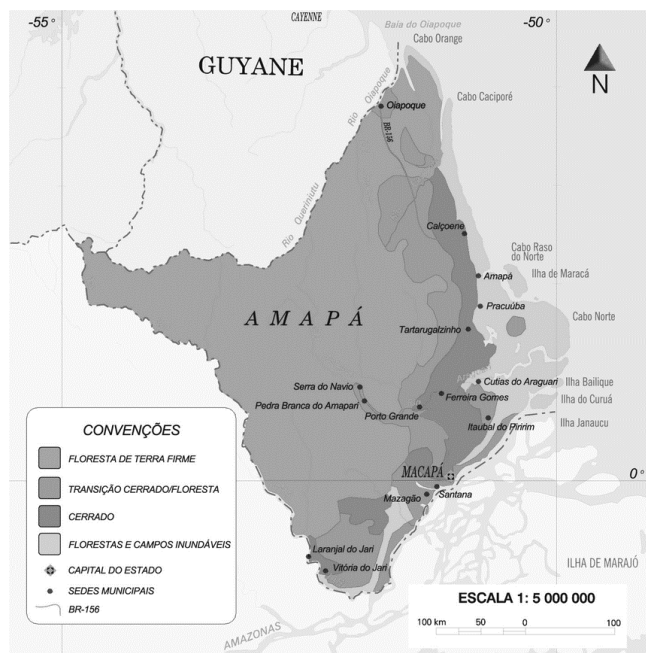 -55°
-50°
CAYENNE
Baía do Oiapoque
Cabo Orange
GUYANE
N
Cabo Caciporé
Oiapoque
Rio Oiapoque
BR-156
Rio Queriniutu
Calçoene
Cabo Raso
do Norte
Ilha de Maracá
Amapá
Pracuúba
Cabo Norte
AMAPÁ
Tartarugalzinho
Cutias do Araguari
Ilha Bailique
Serra do Navio
Ferreira Gomes
Ilha do Curuá
Pedra Branca do Amapari
Porto Grande
Itaubal do Piririm
Ilha Janaucu
CONVENÇÕES
FLORESTA DE TERRA FIRME
TRANSIÇÃO CERRADO/FLORESTA
CERRADO
FLORESTAS E CAMPOS INUNDÁVEIS
CAPITAL DO ESTADO
SEDES MUNICIPAIS
BR-156
MACAPÁ
0°
Santana
Mazagão
Laranjal do Jari
Vitória do Jari
ILHA DE MARAJÓ
AMAZONAS
ESCALA 1: 5 000 000
100 km 50 0 100